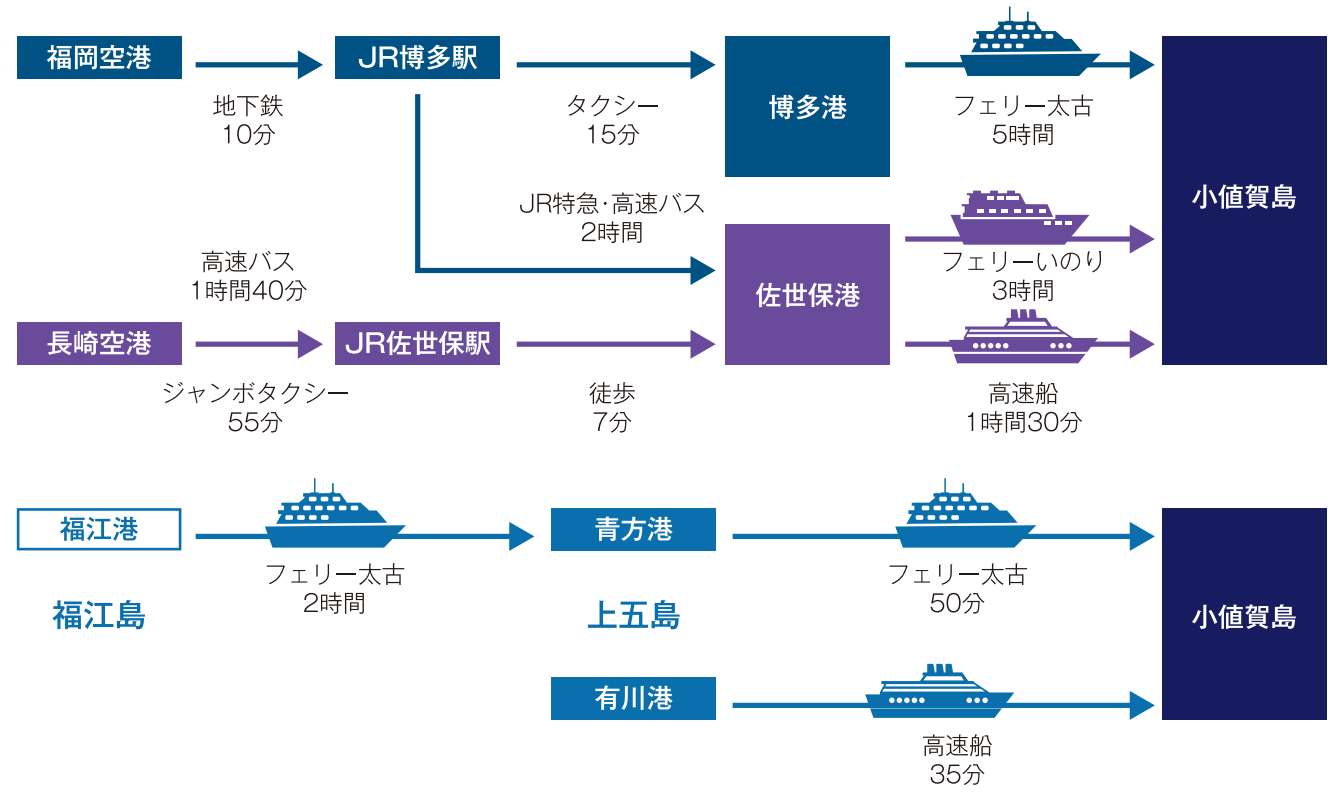 福岡空港
地下鉄
10分
JR博多駅
タクシー
15分
博多港
フェリー太古
5時間
小値賀島
JR特急・高速バス
2時間
高速バス
1時間40分
長崎空港
ジャンボタクシー
55分
JR佐世保駅
徒歩
7分
佐世保港
フェリーいのり
3時間
高速船
1時間30分
福江港
福江島
フェリー太古
2時間
青方港
上五島
フェリー太古
50分
小値賀島
有川港
高速船
35分